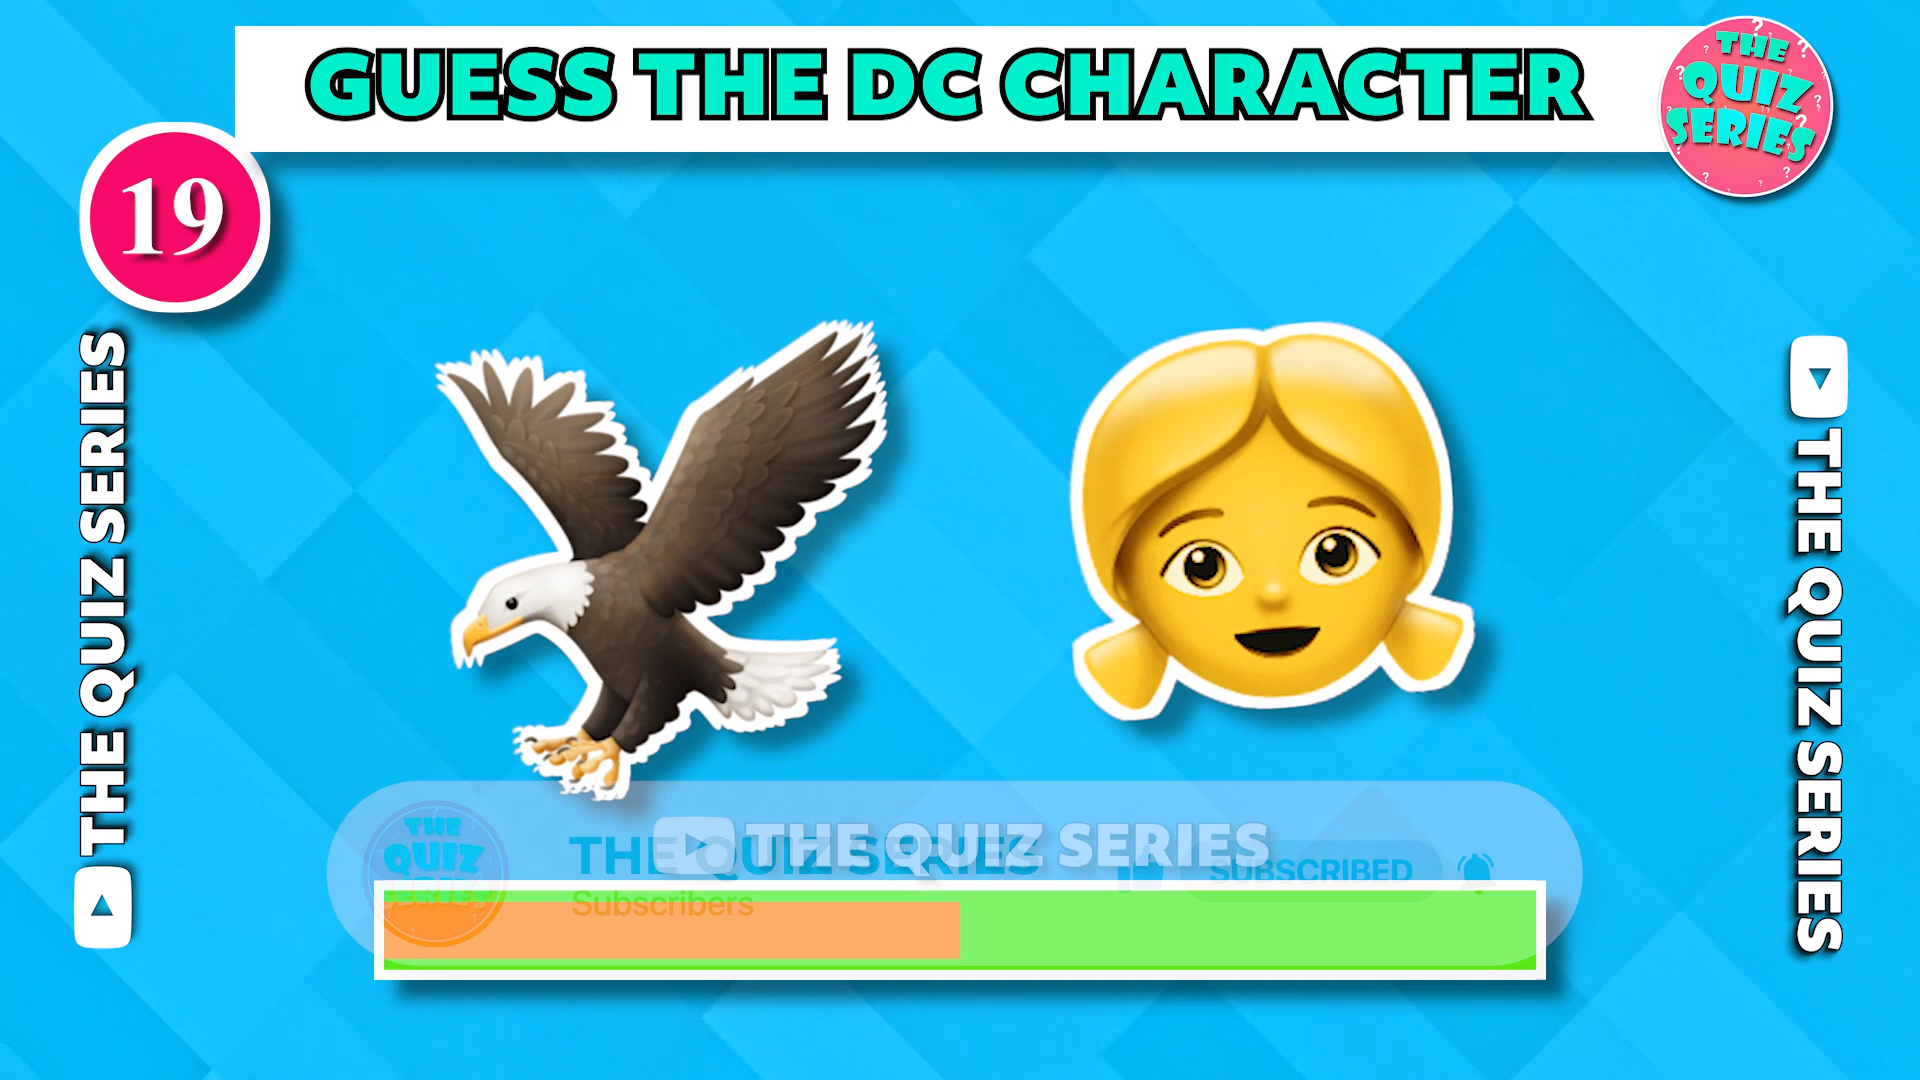 GUESS THE DC CHARACTER
THE
QUIZ
SERIES
19
THE QUIZ SERIES
THE QUIZ SERIES
THE QUIZ SERIES
THE
QUIZ
SERIES
THE QUIZ SERIES
SUBSCRIBED
Subscribers